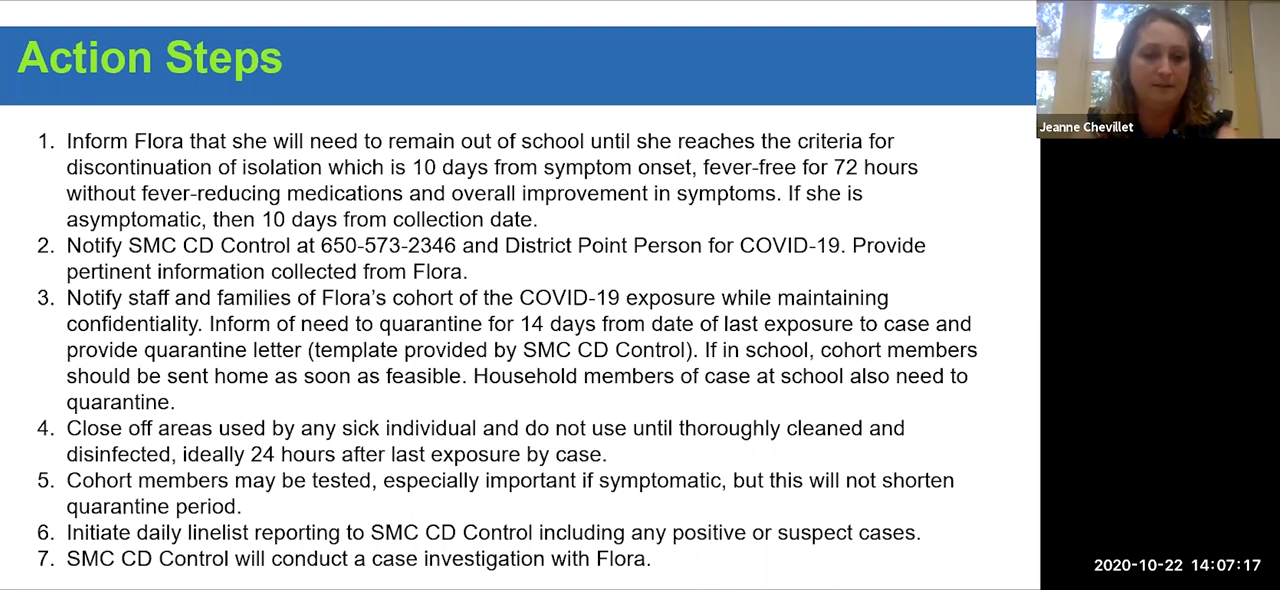 Action Steps
1. Inform Flora that she will need to remain out of school until she reaches the criteria for
discontinuation of isolation which is 10 days from symptom onset, fever-free for 72 hours
without fever-reducing medications and overall improvement in symptoms. If she is
asymptomatic, then 10 days from collection date.
2. Notify SMC CD Control at 650-573-2346 and District Point Person for COVID-19. Provide
pertinent information collected from Flora.
3. Notify staff and families of Flora's cohort of the COVID-19 exposure while maintaining
confidentiality. Inform of need to quarantine for 14 days from date of last exposure to case and
provide quarantine letter (template provided by SMC CD Control). If in school, cohort members
should be sent home as soon as feasible. Household members of case at school also need to
quarantine.
4. Close off areas used by any sick individual and do not use until thoroughly cleaned and
disinfected, ideally 24 hours after last exposure by case.
5. Cohort members may be tested, especially important if symptomatic, but this will not shorten
quarantine period.
6. Initiate daily linelist reporting to SMC CD Control including any positive or suspect cases.
7. SMC CD Control will conduct a case investigation with Flora.
Jeanne Chevillet
2020-10-22 14:07:17